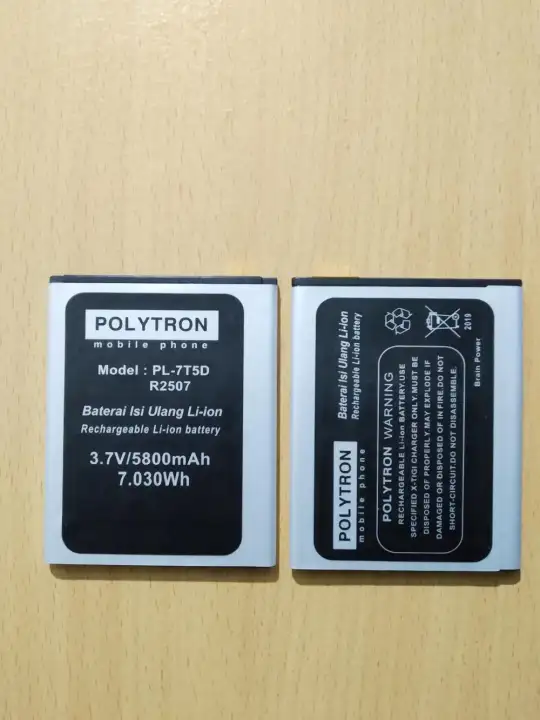 POLYTRON
mobile phone
Model : PL-7T5D
R2507
Baterai Isi Ulang Li-ion
Rechargeable Li-ion battery
3.7V/5800mAh
7.030Wh
POLYTRON
mobile phone
Baterai Isi Ulang Li-Ion
Rechargeable Li-Ion battery
POLYTRON WARNING
RECHARGEABLE Li-ion BATTERY.USE
SPECIFIED X-TIGI CHARGER ONLY.MUST BE
DISPOSED OF PROPERLY.MAY EXPLODE IF
DAMAGED OR DISPOSED OF IN FIRE.DO NOT
SHORT-CIRCUIT.DO NOT DISASSEMBLE.
2019
Brain Power